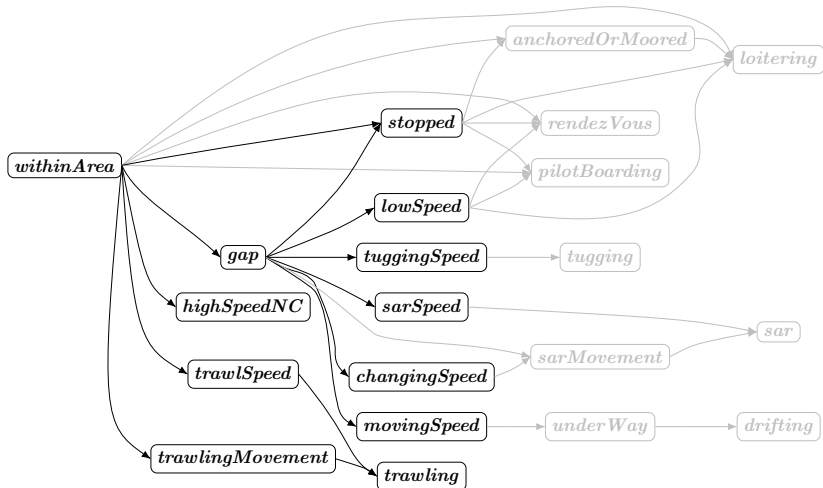 anchoredOrMoored
loitering
stopped
rendezVous
withinArea
pilotBoarding
lowSpeed
gap
tuggingSpeed
tugging
highSpeedNC
sarSpeed
sar
sarMovement
trawlSpeed
changingSpeed
movingSpeed
underWay
drifting
trawlingMovement
trawling